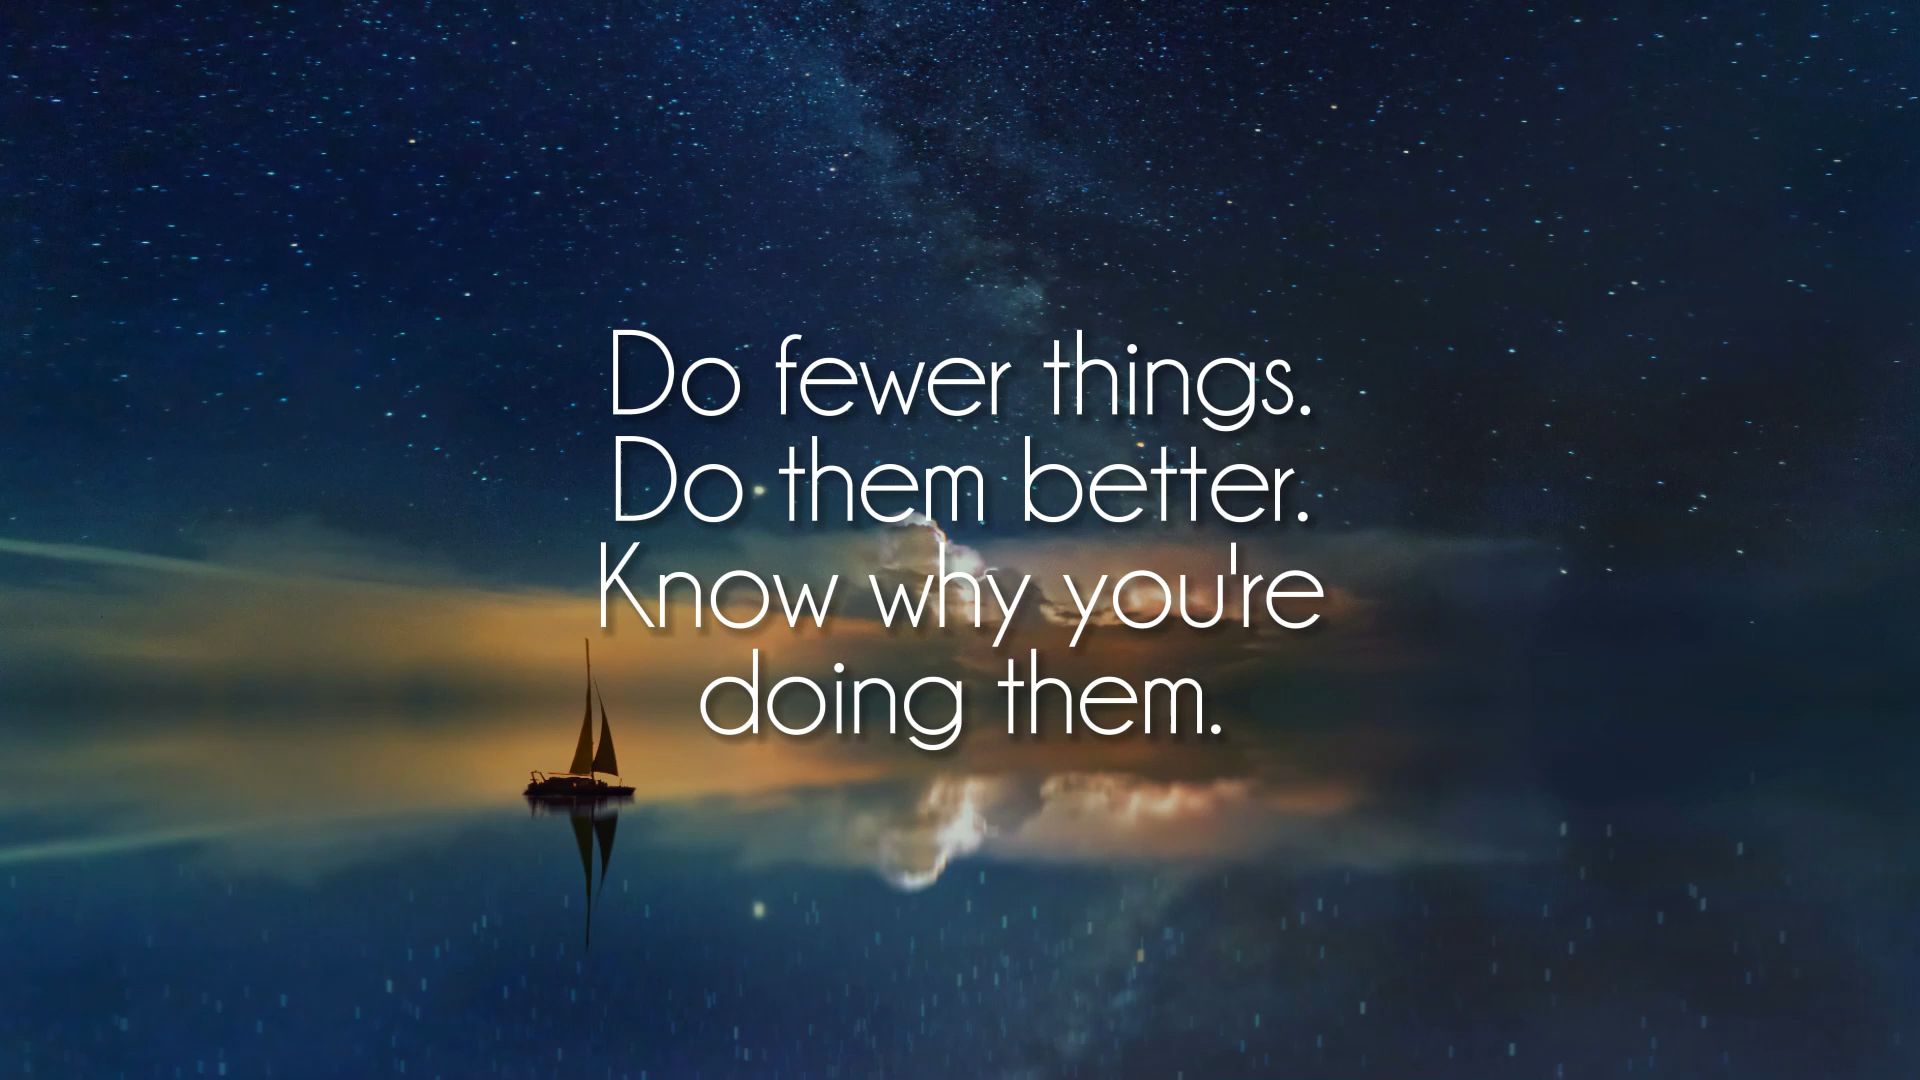 Do fewer things.
Do them better.
Know why you're
doing them.